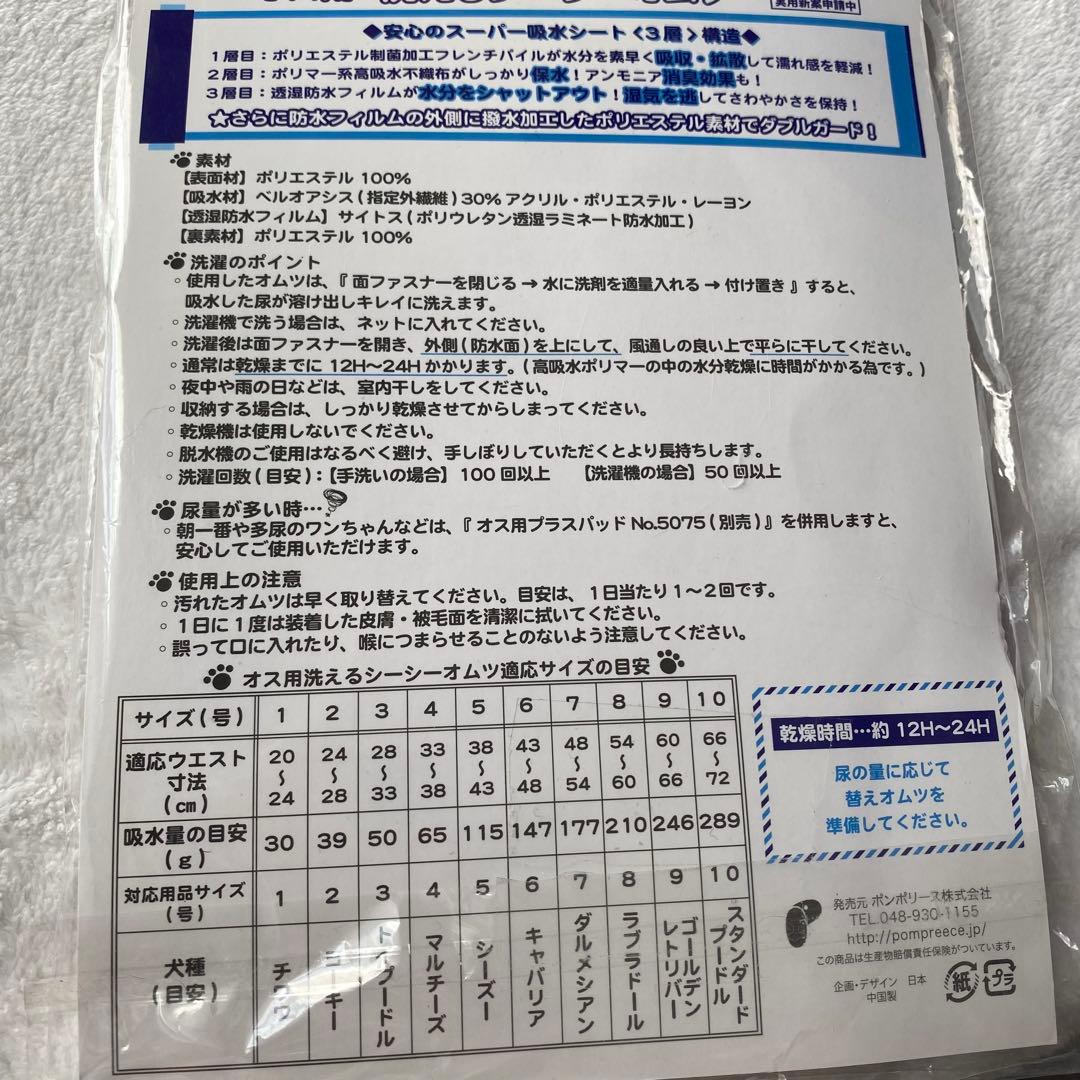 実用新案申請中
◆安心のスーパー吸水シート<3層>構造◆
1層目：ポリエステル制菌加工フレンチパイルが水分を素早く吸収・拡散して濡れ感を軽減！
2層目：ポリマー系高吸水不織布がしっかり保水！アンモニア消臭効果も！
3層目：透湿防水フィルムが水分をシャットアウト！湿気を逃してさわやかさを保持！
★さらに防水フィルムの外側に撥水加工したポリエステル素材でダブルガード！
素材
【表面材】ポリエステル 100%
【吸水材】ベルオアシス(指定外繊維)30% アクリル・ポリエステル・レーヨン
【透湿防水フィルム】サイトス(ポリウレタン透湿ラミネート防水加工)
【裏素材】ポリエステル 100%
洗濯のポイント
◦使用したオムツは、『面ファスナーを閉じる→水に洗剤を適量入れる→付け置き』すると、
吸水した尿が溶け出しキレイに洗えます。
◦洗濯機で洗う場合は、ネットに入れてください。
◦洗濯後は面ファスナーを開き、外側(防水面)を上にして、風通しの良い上で平らに干してください。
◦通常は乾燥までに 12H～24H かかります。(高吸水ポリマーの中の水分乾燥に時間がかかる為です。)
◦夜中や雨の日などは、室内干しをしてください。
◦収納する場合は、しっかり乾燥させてからしまってください。
◦乾燥機は使用しないでください。
◦脱水機のご使用はなるべく避け、手しぼりしていただくとより長持ちします。
◦洗濯回数(目安)：【手洗いの場合】100 回以上 【洗濯機の場合】50 回以上
尿量が多い時…
◦朝一番や多尿のワンちゃんなどは、『オス用プラスパッド No.5075(別売)』を併用しますと、
安心してご使用いただけます。
使用上の注意
◦汚れたオムツは早く取り替えてください。目安は、1日当たり1～2回です。
◦1日に1度は装着した皮膚・被毛面を清潔に拭いてください。
◦誤って口に入れたり、喉につまらせることのないよう注意してください。
オス用洗えるシーシーオムツ適応サイズの目安
サイズ(号) 1 2 3 4 5 6 7 8 9 10
適応ウエスト寸法(cm) 20～24 24～28 28～33 33～38 38～43 43～48 48～54 54～60 60～66 66～72
吸水量の目安(g) 30 39 50 65 115 147 177 210 246 289
対応用品サイズ(号) 1 2 3 4 5 6 7 8 9 10
犬種(目安) チワワ ヨーキー トイプードル マルチーズ シーズー キャバリア ダルメシアン ラブラドール ゴールデンレトリバー スタンダードプードル
乾燥時間…約 12H～24H
尿の量に応じて
替えオムツを
準備してください。
発売元 ポンポリース株式会社
TEL.048-930-1155
http://pompreece.jp/
この商品は生産物賠償責任保険がついています。
企画・デザイン 日本
中国製
紙
プラ